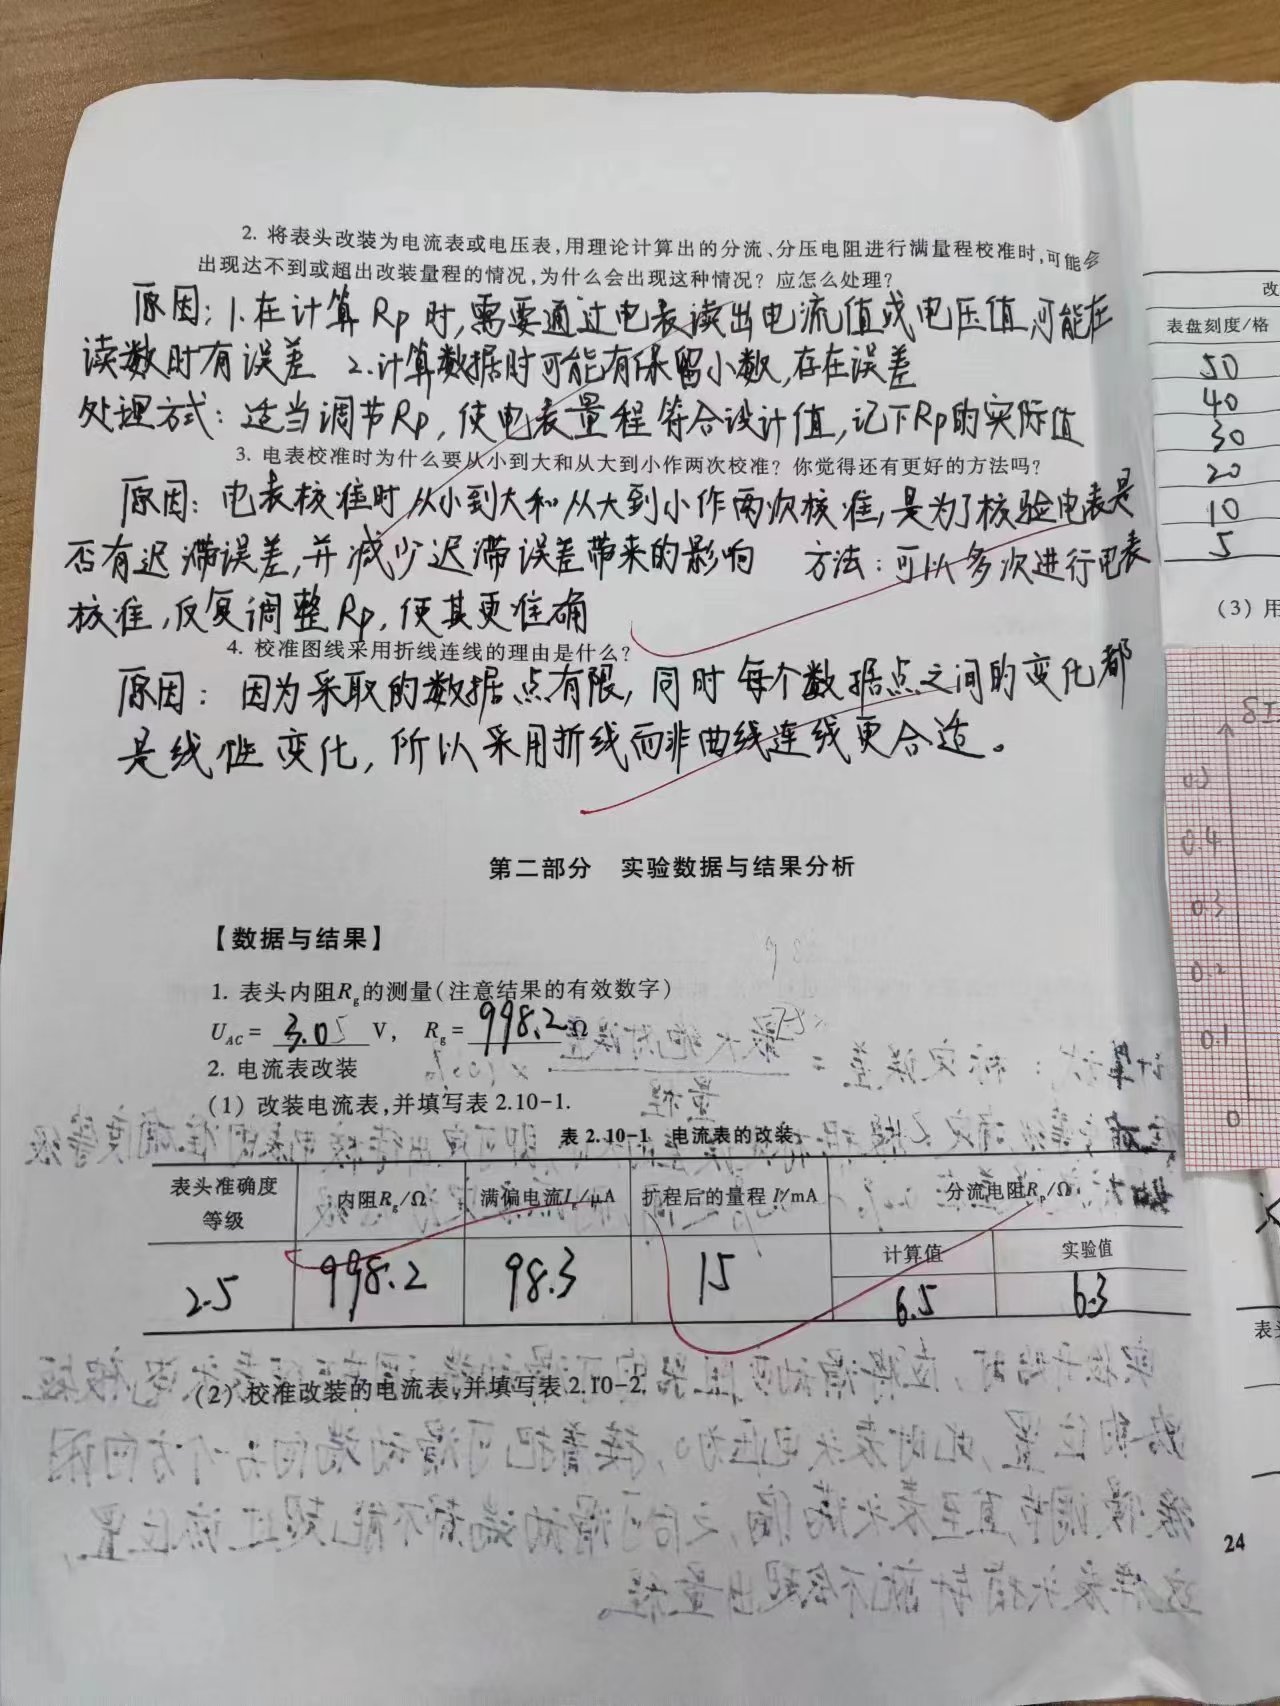 2. 将表头改装为电流表或电压表,用理论计算出的分流、分压电阻进行满量程校准时,可能会
出现达不到或超出改装量程的情况,为什么会出现这种情况？应怎么处理？
原因：1.在计算Rp时,需要通过电表读出电流值或电压值,可能在
读数时有误差 2.计算数据时可能有保留小数,存在误差
处理方式：适当调节Rp,使电表量程符合设计值,记下Rp的实际值
3. 电表校准时为什么要从小到大和从大到小作两次校准？你觉得还有更好的方法吗？
原因：电表核准时从小到大和从大到小作两次核准,是为了核验电表是
否有迟滞误差,并减少迟滞误差带来的影响 方法：可以多次进行电表
核准,反复调整Rp,使其更准确
4. 校准图线采用折线连线的理由是什么？
原因：因为采取的数据点有限,同时每个数据点之间的变化都
是线性变化,所以采用折线而非曲线连线更合适。
第二部分 实验数据与结果分析
【数据与结果】
1. 表头内阻Rg的测量(注意结果的有效数字)
UAC= 3.05 V, Rg= 998.2 Ω
2. 电流表改装
(1) 改装电流表,并填写表2.10-1.
表2.10-1 电流表的改装
表头准确度等级 内阻Rg/Ω 满偏电流Ig/μA 扩程后的量程I/mA 分流电阻Rp/Ω
计算值 实验值
2.5 998.2 98.3 15 6.5 6.3
(2) 校准改装的电流表,并填写表2.10-2.
改
表盘刻度/格
50
40
30
20
10
5
(3) 用
0.5
0.4
0.3
0.2
0.1
0
24